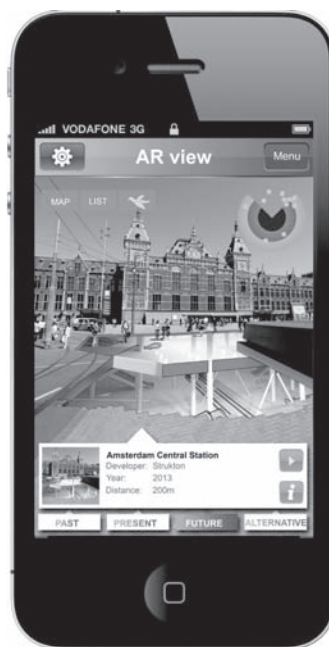 VODAFONE 3G
AR view
Menu
MAP LIST
Amsterdam Central Station
Developer: Strukton
Year: 2013
Distance: 200m
i
PAST PRESENT FUTURE ALTERNATIVE